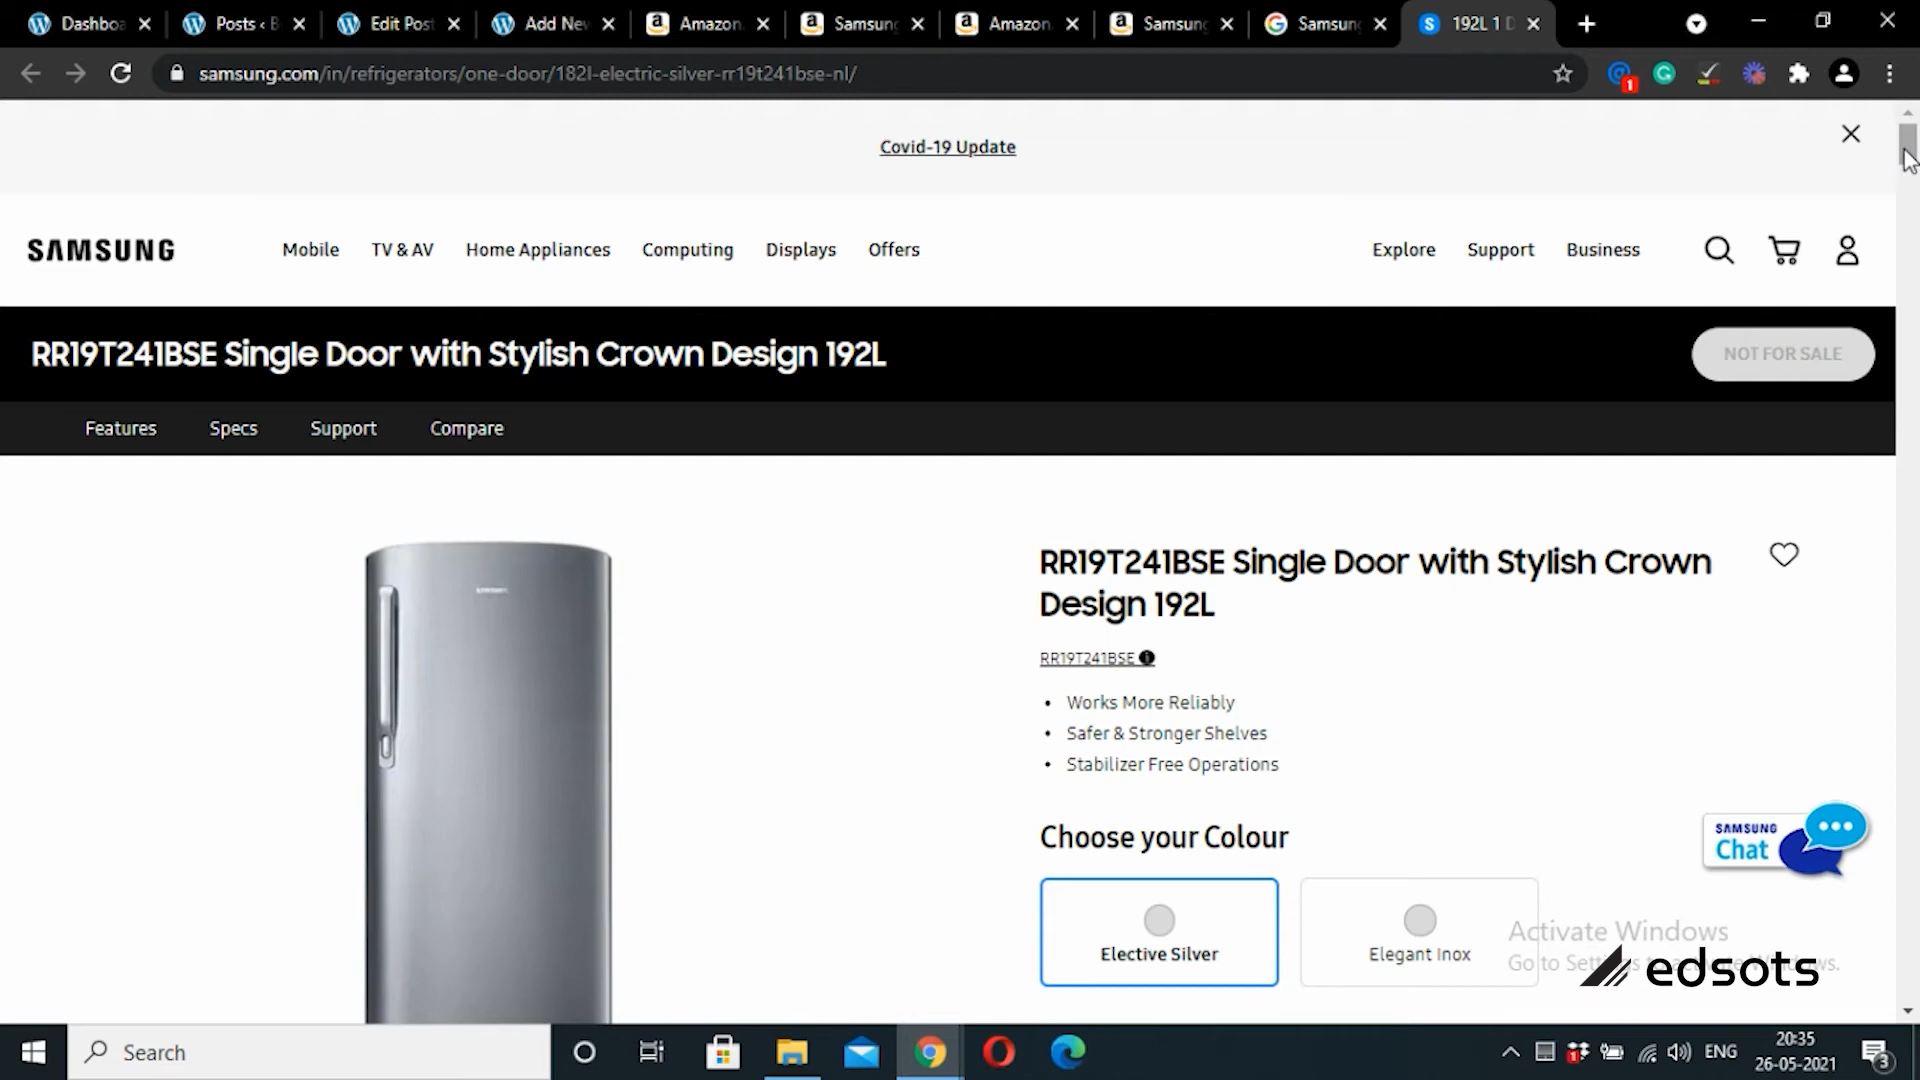 Dashboa
Posts ‹ B
Edit Post
Add New
Amazon.
Samsung
Amazon.
Samsung
Samsung
192L 1 D
samsung.com/in/refrigerators/one-door/182l-electric-silver-rr19t241bse-nl/
1
Covid-19 Update
SAMSUNG
Mobile
TV & AV
Home Appliances
Computing
Displays
Offers
Explore
Support
Business
RR19T241BSE Single Door with Stylish Crown Design 192L
NOT FOR SALE
Features
Specs
Support
Compare
RR19T241BSE Single Door with Stylish Crown
Design 192L
RR19T241BSE
• Works More Reliably
• Safer & Stronger Shelves
• Stabilizer Free Operations
Choose your Colour
SAMSUNG
Chat
Elective Silver
Elegant Inox
Activate Windows
Go to Settings to activate Windows.
edsots
Search
ENG
20:35
26-05-2021
3